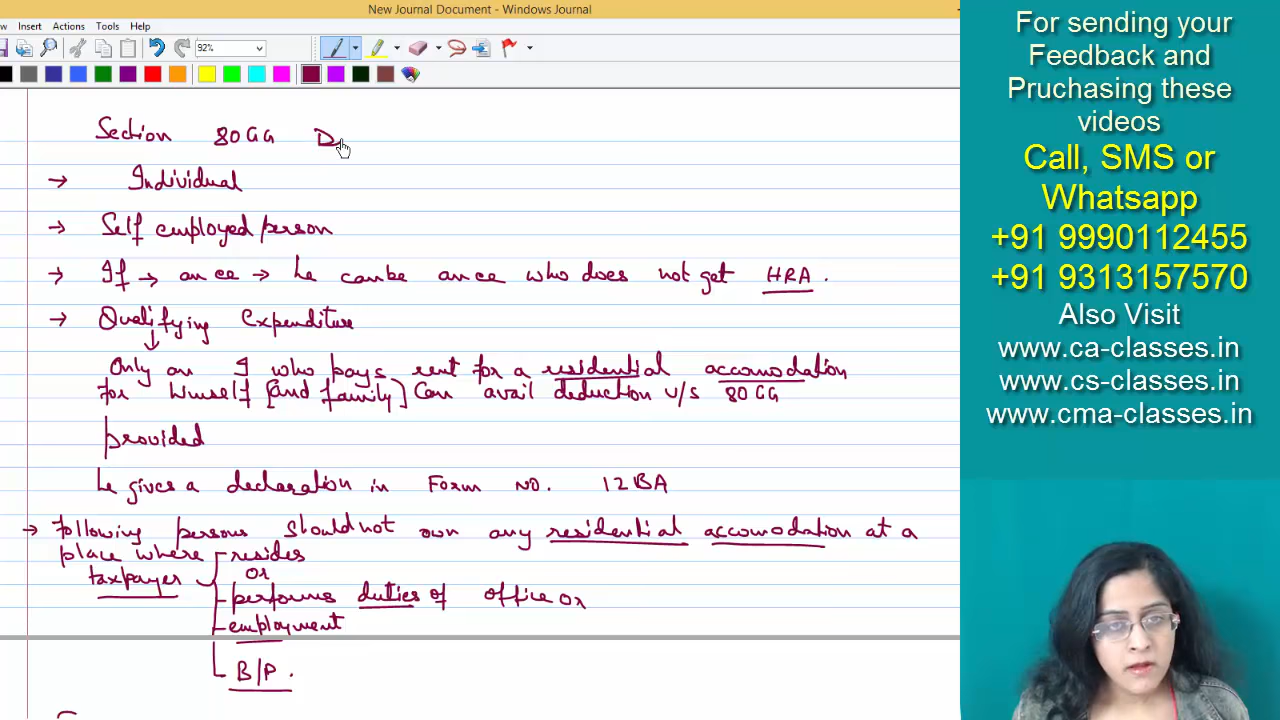 New Journal Document - Windows Journal
Insert Actions Tools Help
92%
Section 80GG
→ Individual
→ Self employed person
→ If → an ee → he can be an ee who does not get HRA.
→ Qualifying Expenditure
Only an I who pays rent for a residential accomodation
for himself [and family] can avail deduction u/s 80GG
provided
he gives a declaration in Form No. 12BA
→ Following persons should not own any residential accomodation at a
place where resides
taxpayer or
performs duties of office or
employment
B/P.
For sending your
Feedback and
Pruchasing these
videos
Call, SMS or
Whatsapp
+91 9990112455
+91 9313157570
Also Visit
www.ca-classes.in
www.cs-classes.in
www.cma-classes.in